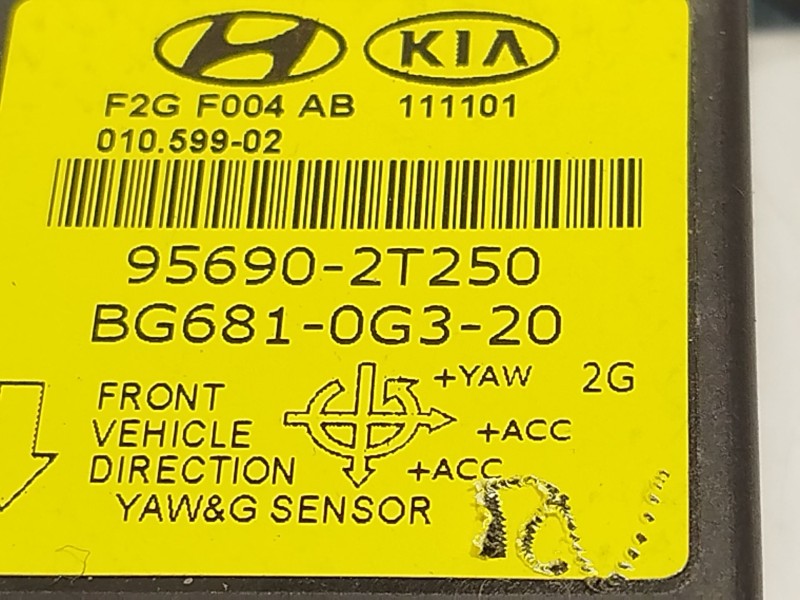 KIA
F2G F004 AB 111101
010.599-02
95690-2T250
BG681-0G3-20
+YAW 2G
FRONT
VEHICLE +ACC
DIRECTION +ACC
YAW&G SENSOR